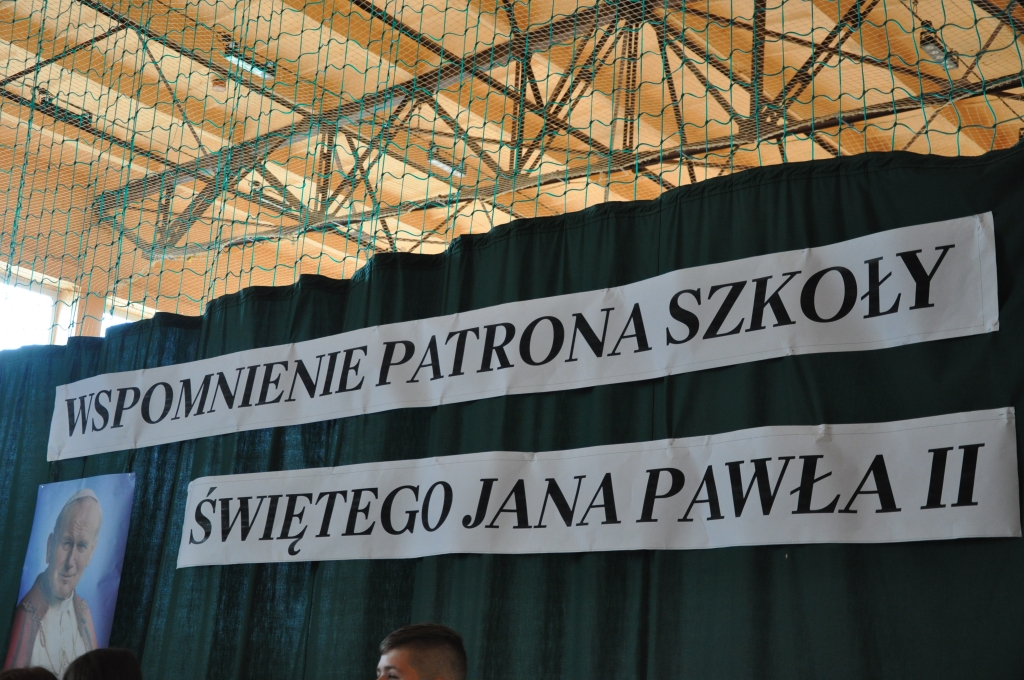 WSPOMNIENIE PATRONA SZKOŁY
ŚWIĘTEGO JANA PAWŁA II